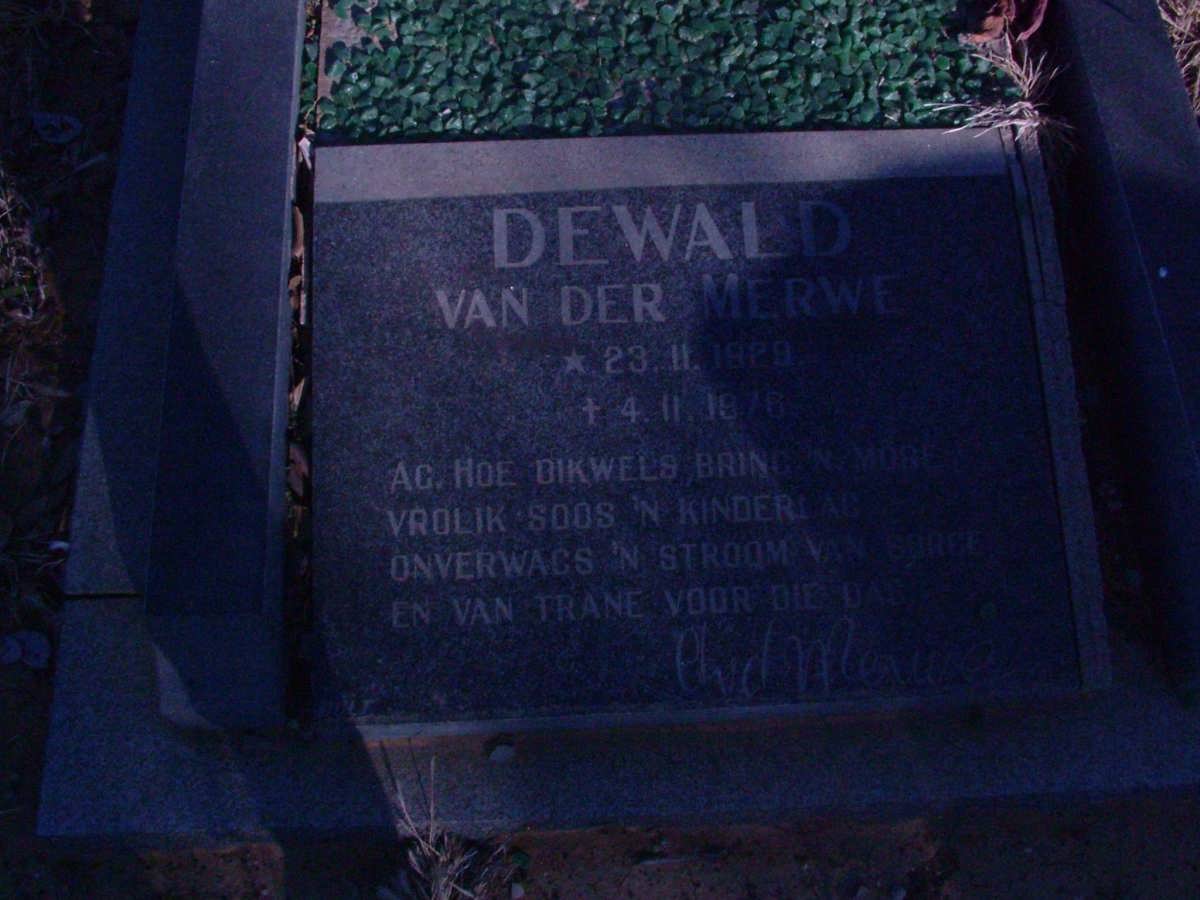 DEWALD
VAN DER MERWE
★ 23.11.1929
† 4.11.1976
AG, HOE DIKWELS BRING 'N MÔRE
VROLIK SOOS 'N KINDERLAG
ONVERWAGS 'N STROOM VAN SORGE
EN VAN TRANE VOOR DIE DAG